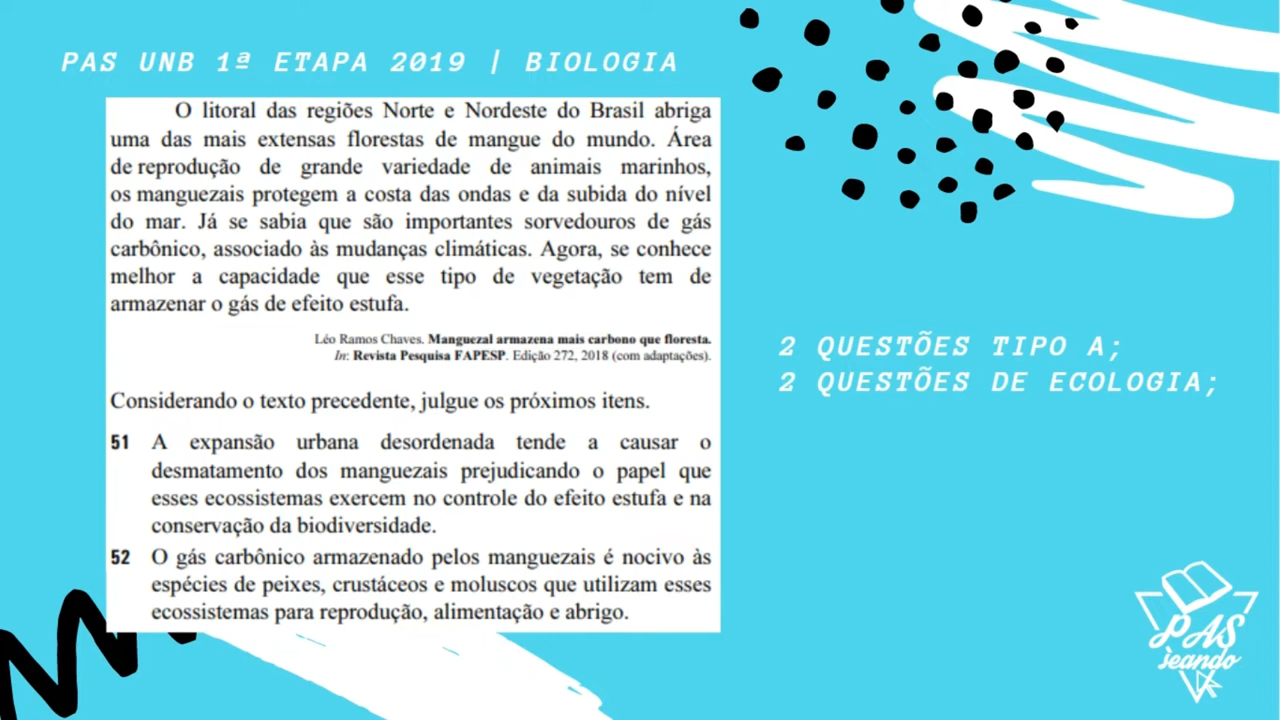 PAS UNB 1ª ETAPA 2019 | BIOLOGIA
O litoral das regiões Norte e Nordeste do Brasil abriga
uma das mais extensas florestas de mangue do mundo. Área
de reprodução de grande variedade de animais marinhos,
os manguezais protegem a costa das ondas e da subida do nível
do mar. Já se sabia que são importantes sorvedouros de gás
carbônico, associado às mudanças climáticas. Agora, se conhece
melhor a capacidade que esse tipo de vegetação tem de
armazenar o gás de efeito estufa.
Léo Ramos Chaves. Manguezal armazena mais carbono que floresta.
In: Revista Pesquisa FAPESP. Edição 272, 2018 (com adaptações).
Considerando o texto precedente, julgue os próximos itens.
51 A expansão urbana desordenada tende a causar o
desmatamento dos manguezais prejudicando o papel que
esses ecossistemas exercem no controle do efeito estufa e na
conservação da biodiversidade.
52 O gás carbônico armazenado pelos manguezais é nocivo às
espécies de peixes, crustáceos e moluscos que utilizam esses
ecossistemas para reprodução, alimentação e abrigo.
2 QUESTÕES TIPO A;
2 QUESTÕES DE ECOLOGIA;
PAS
seando